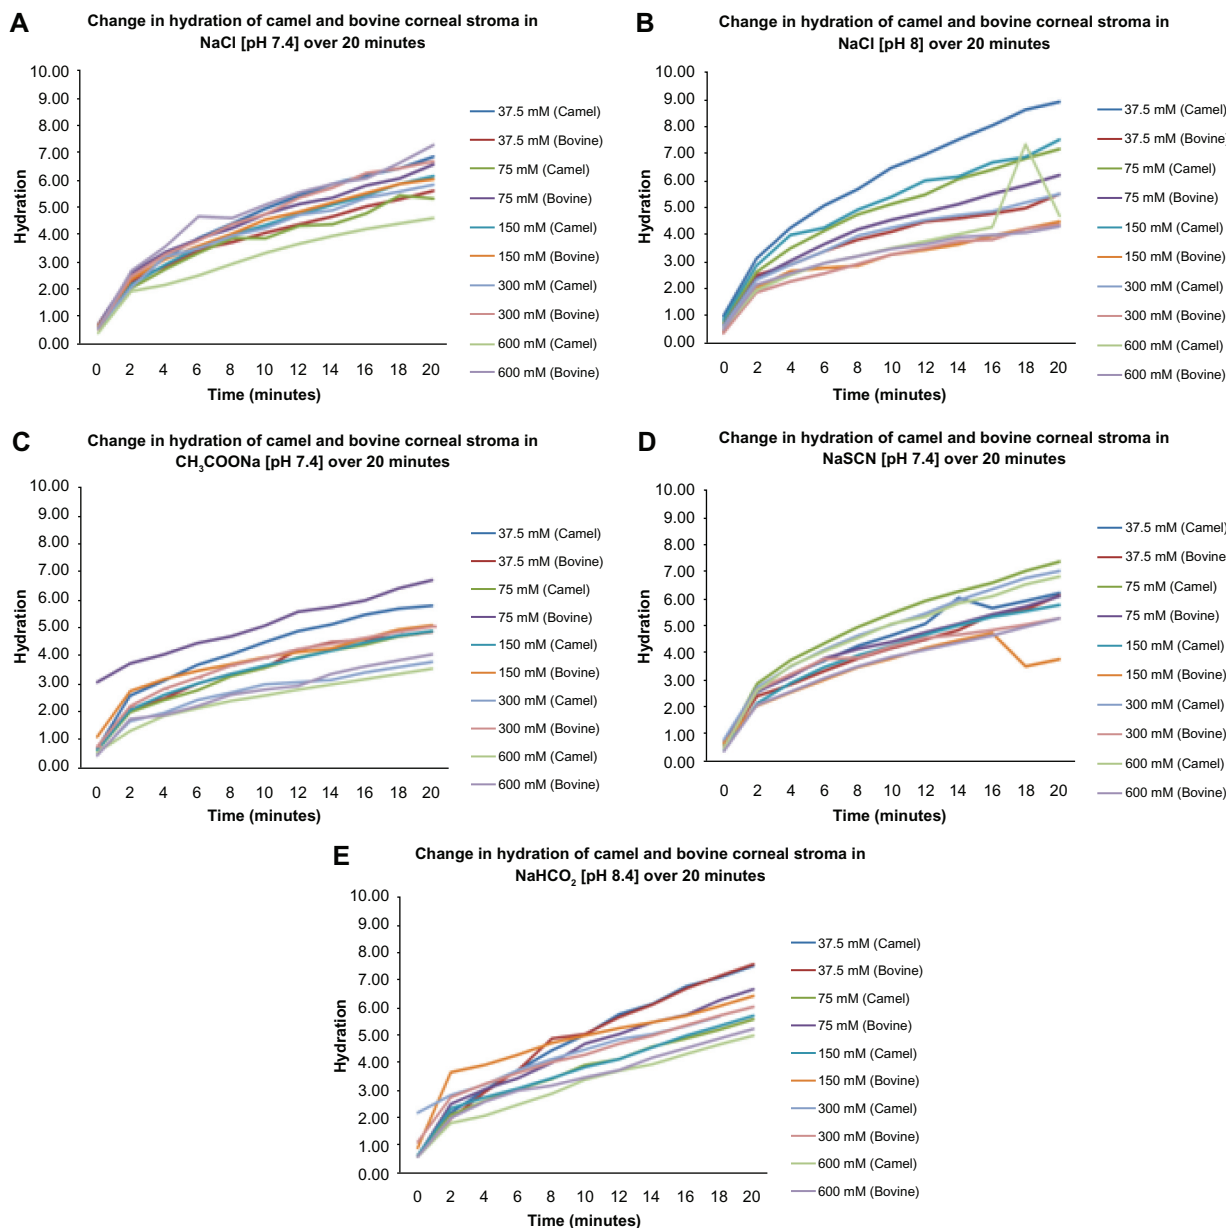 A
Change in hydration of camel and bovine corneal stroma in
NaCl [pH 7.4] over 20 minutes
10.00
9.00
8.00
7.00
6.00
5.00
4.00
3.00
2.00
1.00
0.00
Hydration
0 2 4 6 8 10 12 14 16 18 20
Time (minutes)
37.5 mM (Camel)
37.5 mM (Bovine)
75 mM (Camel)
75 mM (Bovine)
150 mM (Camel)
150 mM (Bovine)
300 mM (Camel)
300 mM (Bovine)
600 mM (Camel)
600 mM (Bovine)
B
Change in hydration of camel and bovine corneal stroma in
NaCl [pH 8] over 20 minutes
10.00
9.00
8.00
7.00
6.00
5.00
4.00
3.00
2.00
1.00
0.00
Hydration
0 2 4 6 8 10 12 14 16 18 20
Time (minutes)
37.5 mM (Camel)
37.5 mM (Bovine)
75 mM (Camel)
75 mM (Bovine)
150 mM (Camel)
150 mM (Bovine)
300 mM (Camel)
300 mM (Bovine)
600 mM (Camel)
600 mM (Bovine)
C
Change in hydration of camel and bovine corneal stroma in
CH₃COONa [pH 7.4] over 20 minutes
10.00
9.00
8.00
7.00
6.00
5.00
4.00
3.00
2.00
1.00
0.00
Hydration
0 2 4 6 8 10 12 14 16 18 20
Time (minutes)
37.5 mM (Camel)
37.5 mM (Bovine)
75 mM (Camel)
75 mM (Bovine)
150 mM (Camel)
150 mM (Bovine)
300 mM (Camel)
300 mM (Bovine)
600 mM (Camel)
600 mM (Bovine)
D
Change in hydration of camel and bovine corneal stroma in
NaSCN [pH 7.4] over 20 minutes
10.00
9.00
8.00
7.00
6.00
5.00
4.00
3.00
2.00
1.00
0.00
Hydration
0 2 4 6 8 10 12 14 16 18 20
Time (minutes)
37.5 mM (Camel)
37.5 mM (Bovine
75 mM (Camel)
75 mM (Bovine)
150 mM (Camel)
150 mM (Bovine)
300 mM (Camel)
300 mM (Bovine)
600 mM (Camel)
600 mM (Bovine)
E
Change in hydration of camel and bovine corneal stroma in
NaHCO₂ [pH 8.4] over 20 minutes
10.00
9.00
8.00
7.00
6.00
5.00
4.00
3.00
2.00
1.00
0.00
Hydration
0 2 4 6 8 10 12 14 16 18 20
Time (minutes)
37.5 mM (Camel)
37.5 mM (Bovine)
75 mM (Camel)
75 mM (Bovine)
150 mM (Camel)
150 mM (Bovine)
300 mM (Camel)
300 mM (Bovine)
600 mM (Camel)
600 mM (Bovine)